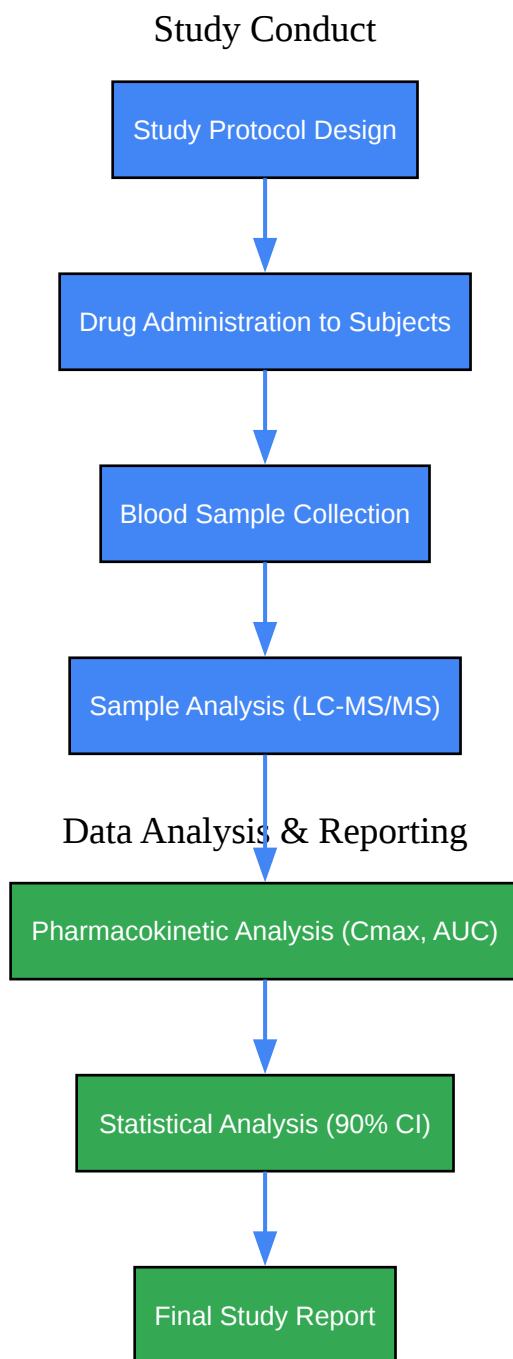 Study Conduct
Study Protocol Design
Drug Administration to Subjects
Blood Sample Collection
Sample Analysis (LC-MS/MS)
Data Analysis & Reporting
Pharmacokinetic Analysis (Cmax, AUC)
Statistical Analysis (90% CI)
Final Study Report